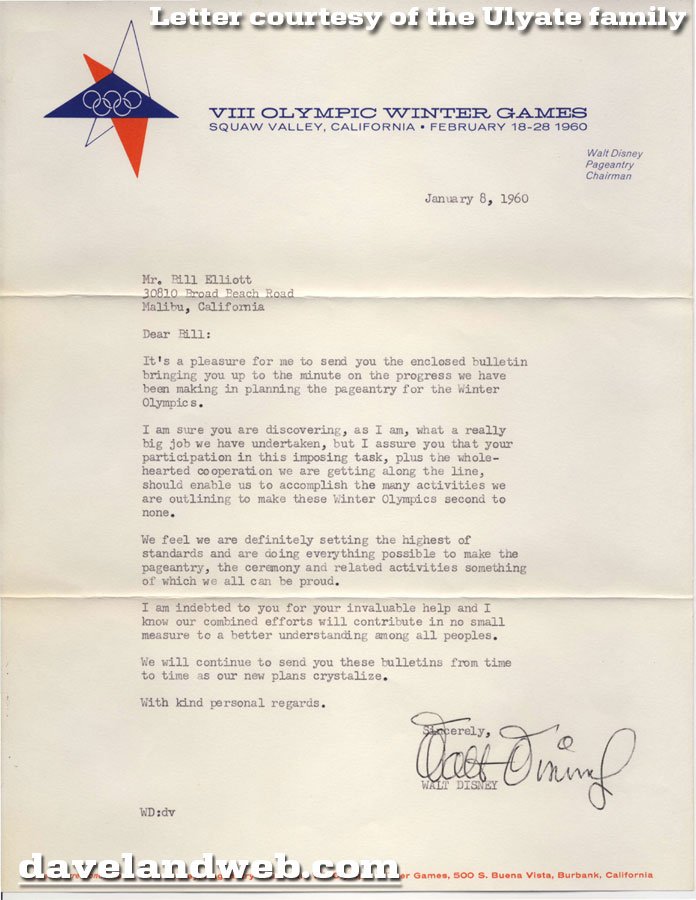 Letter courtesy of the Ulyate family
VIII OLYMPIC WINTER GAMES
SQUAW VALLEY, CALIFORNIA • FEBRUARY 18-28 1960
Walt Disney
Pageantry
Chairman
January 8, 1960
Mr. Bill Elliott
30810 Broad Beach Road
Malibu, California
Dear Bill:
It's a pleasure for me to send you the enclosed bulletin
bringing you up to the minute on the progress we have
been making in planning the pageantry for the Winter
Olympics.
I am sure you are discovering, as I am, what a really
big job we have undertaken, but I assure you that your
participation in this imposing task, plus the whole-
hearted cooperation we are getting along the line,
should enable us to accomplish the many activities we
are outlining to make these Winter Olympics second to
none.
We feel we are definitely setting the highest of
standards and are doing everything possible to make the
pageantry, the ceremony and related activities something
of which we all can be proud.
I am indebted to you for your invaluable help and I
know our combined efforts will contribute in no small
measure to a better understanding among all peoples.
We will continue to send you these bulletins from time
to time as our new plans crystalize.
With kind personal regards.
Sincerely,
Walt Disney
WALT DISNEY
WD:dv
davelandweb.com
er Games, 500 S. Buena Vista, Burbank, California